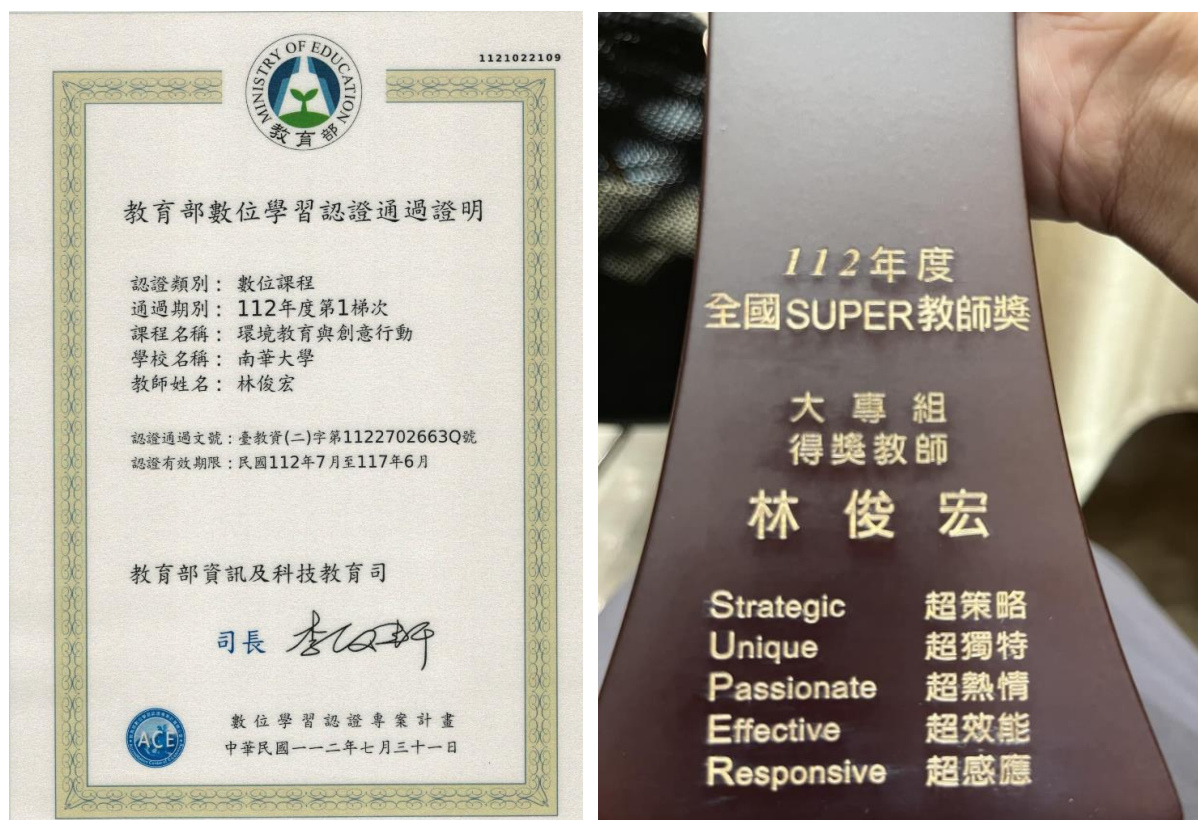 1121022109
MINISTRY OF EDUCATION
教育部
教育部數位學習認證通過證明
認證類別：數位課程
通過期別：112年度第1梯次
課程名稱：環境教育與創意行動
學校名稱：南華大學
教師姓名：林俊宏
認證通過文號：臺教資(二)字第1122702663Q號
認證有效期限：民國112年7月至117年6月
教育部資訊及科技教育司
司長
ACE
數位學習認證專案計畫
中華民國一一二年七月三十一日
112年度
全國SUPER教師獎
大專組
得獎教師
林俊宏
Strategic 超策略
Unique 超獨特
Passionate 超熱情
Effective 超效能
Responsive 超感應